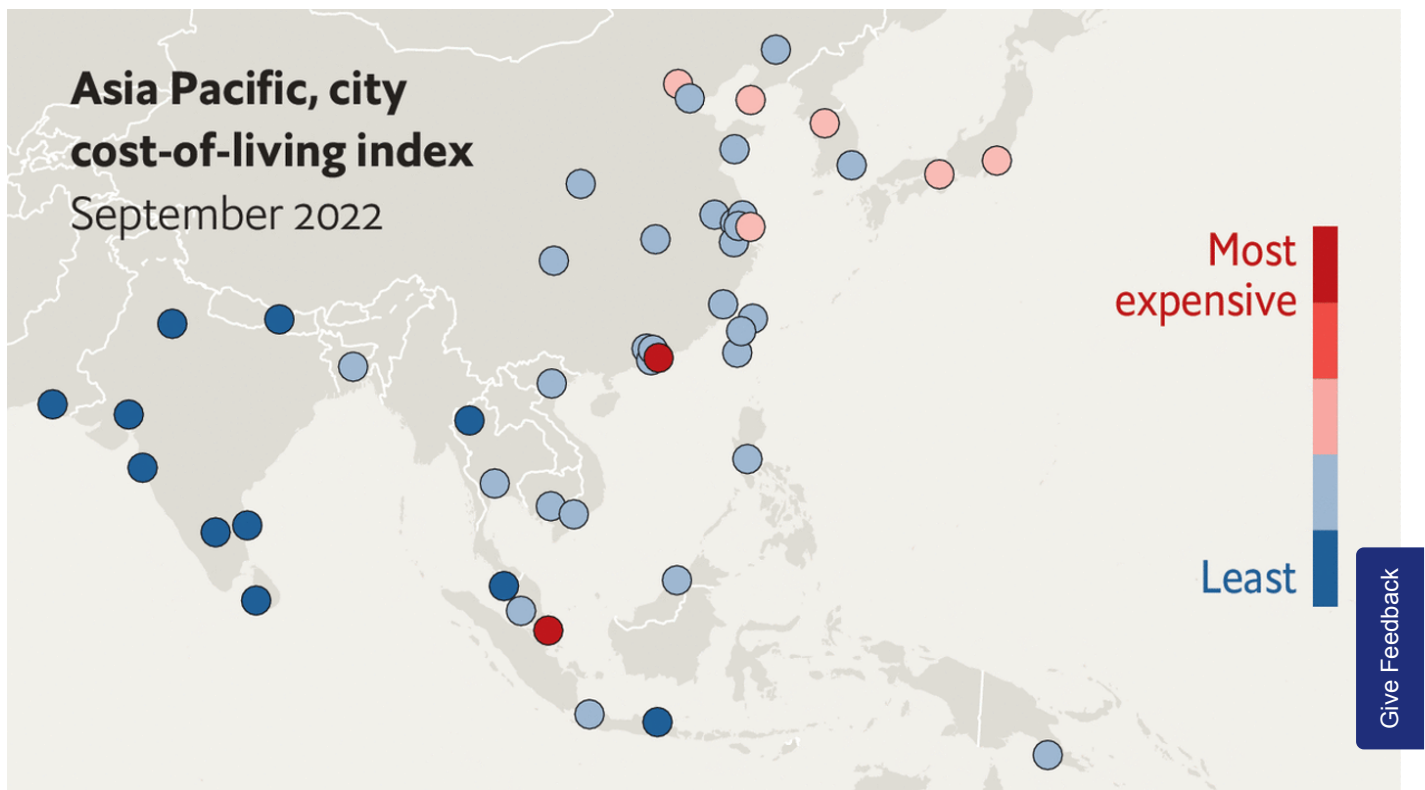 Asia Pacific, city
cost-of-living index
September 2022
Most
expensive
Least
Give Feedback